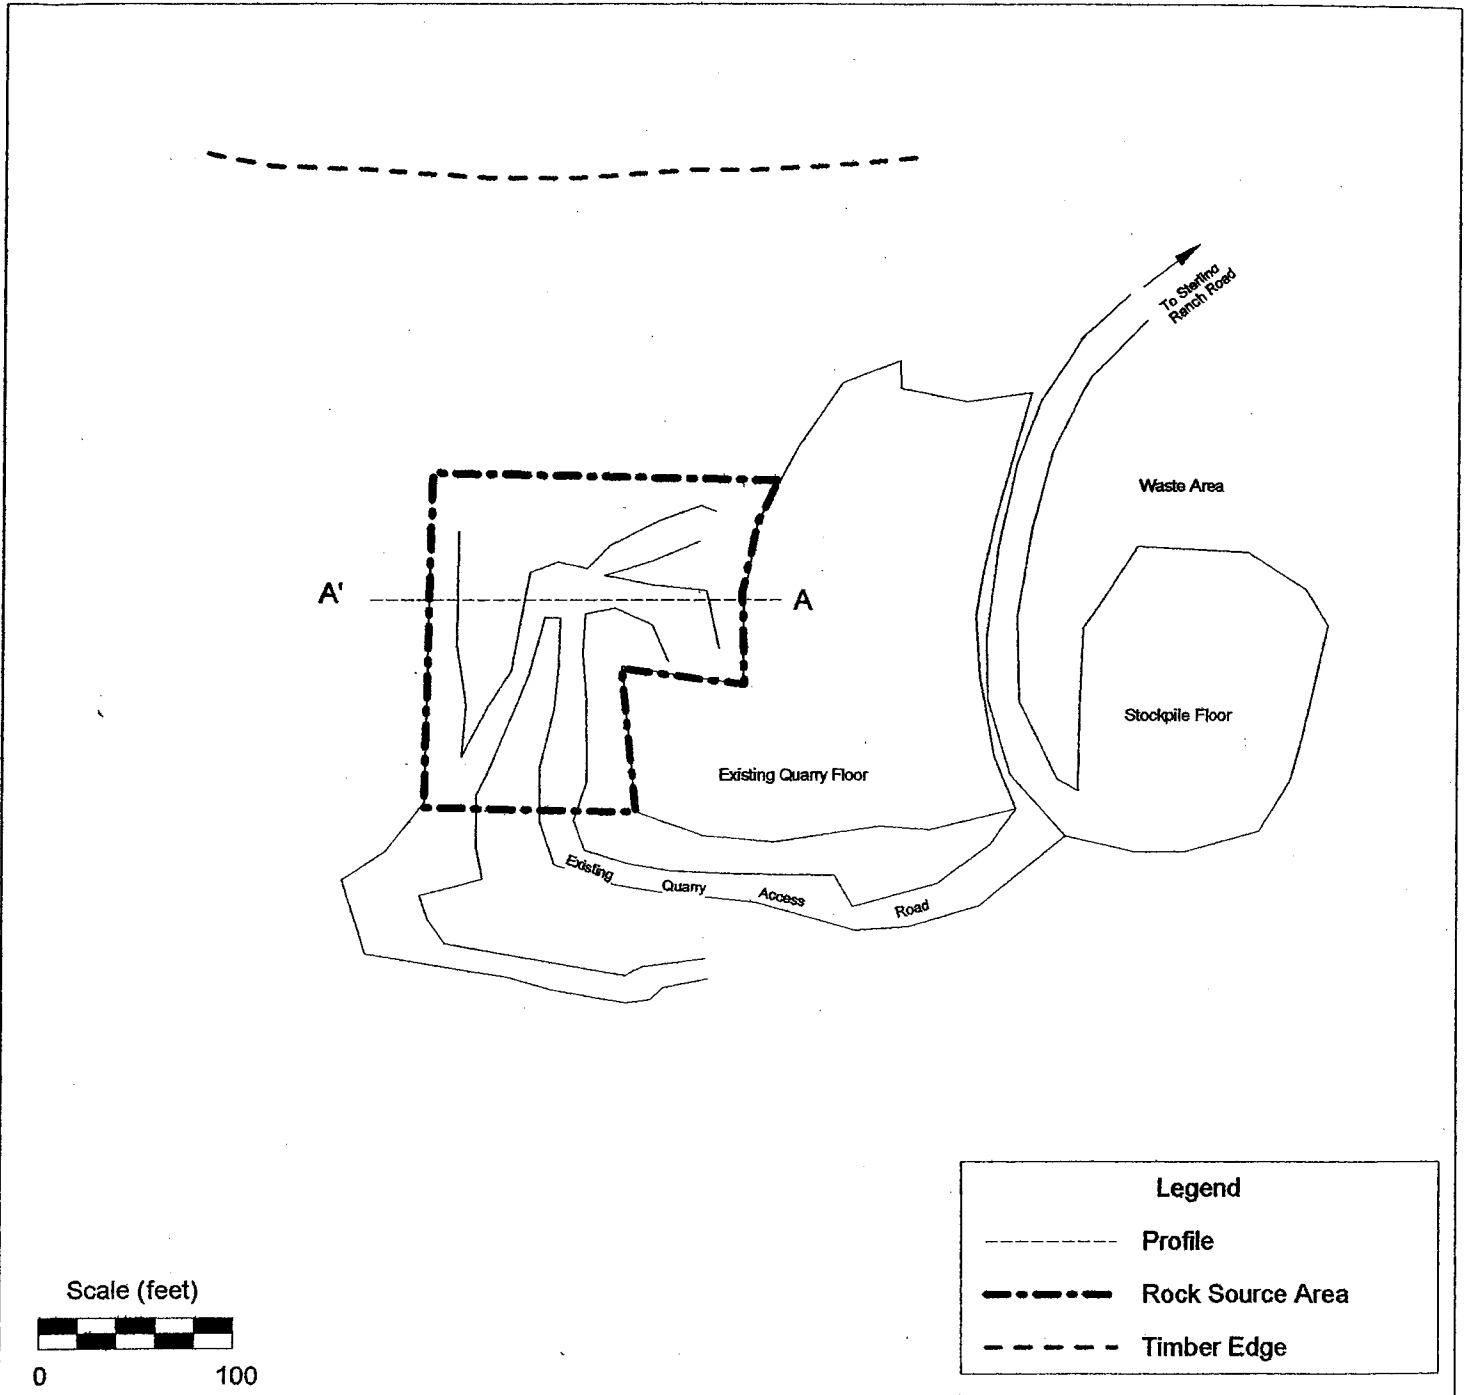 To Sterling
Ranch Road
Waste Area
A'
A
Stockpile Floor
Existing Quarry Floor
Existing Quarry Access Road
Legend
Profile
Rock Source Area
Timber Edge
Scale (feet)
0 100